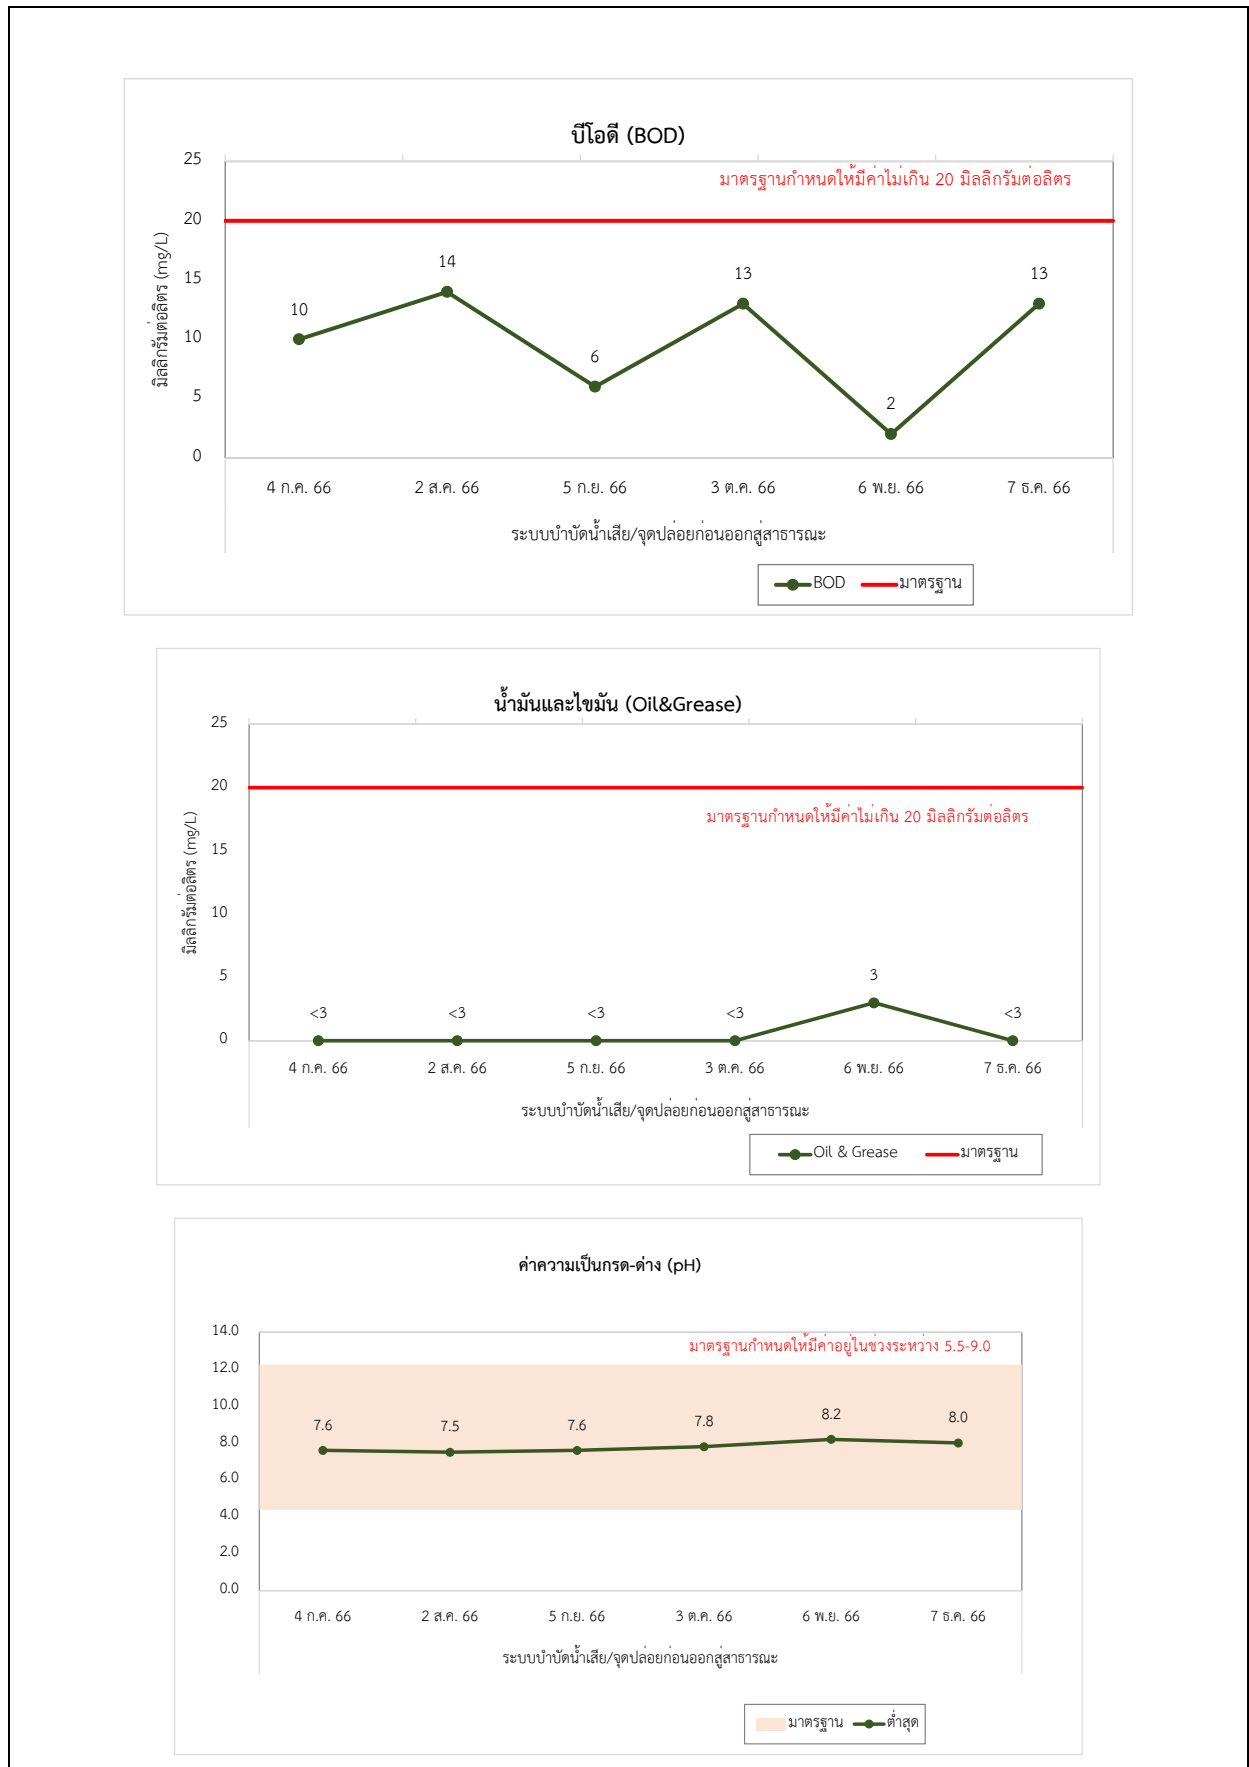 บีโอดี (BOD)
มาตรฐานกำหนดให้มีค่าไม่เกิน 20 มิลลิกรัมต่อลิตร
มิลลิกรัมต่อลิตร (mg/L)
25
20
15
10
5
0
10
14
6
13
2
13
4 ก.ค. 66 2 ส.ค. 66 5 ก.ย. 66 3 ต.ค. 66 6 พ.ย. 66 7 ธ.ค. 66
ระบบบำบัดน้ำเสีย/จุดปล่อยก่อนออกสู่สาธารณะ
BOD มาตรฐาน
น้ำมันและไขมัน (Oil&Grease)
มาตรฐานกำหนดให้มีค่าไม่เกิน 20 มิลลิกรัมต่อลิตร
มิลลิกรัมต่อลิตร (mg/L)
25
20
15
10
5
0
<3 <3 <3 <3 3 <3
4 ก.ค. 66 2 ส.ค. 66 5 ก.ย. 66 3 ต.ค. 66 6 พ.ย. 66 7 ธ.ค. 66
ระบบบำบัดน้ำเสีย/จุดปล่อยก่อนออกสู่สาธารณะ
Oil & Grease มาตรฐาน
ค่าความเป็นกรด-ด่าง (pH)
มาตรฐานกำหนดให้มีค่าอยู่ในช่วงระหว่าง 5.5-9.0
14.0
12.0
10.0
8.0
6.0
4.0
2.0
0.0
7.6 7.5 7.6 7.8 8.2 8.0
4 ก.ค. 66 2 ส.ค. 66 5 ก.ย. 66 3 ต.ค. 66 6 พ.ย. 66 7 ธ.ค. 66
ระบบบำบัดน้ำเสีย/จุดปล่อยก่อนออกสู่สาธารณะ
มาตรฐาน ต่ำสุด